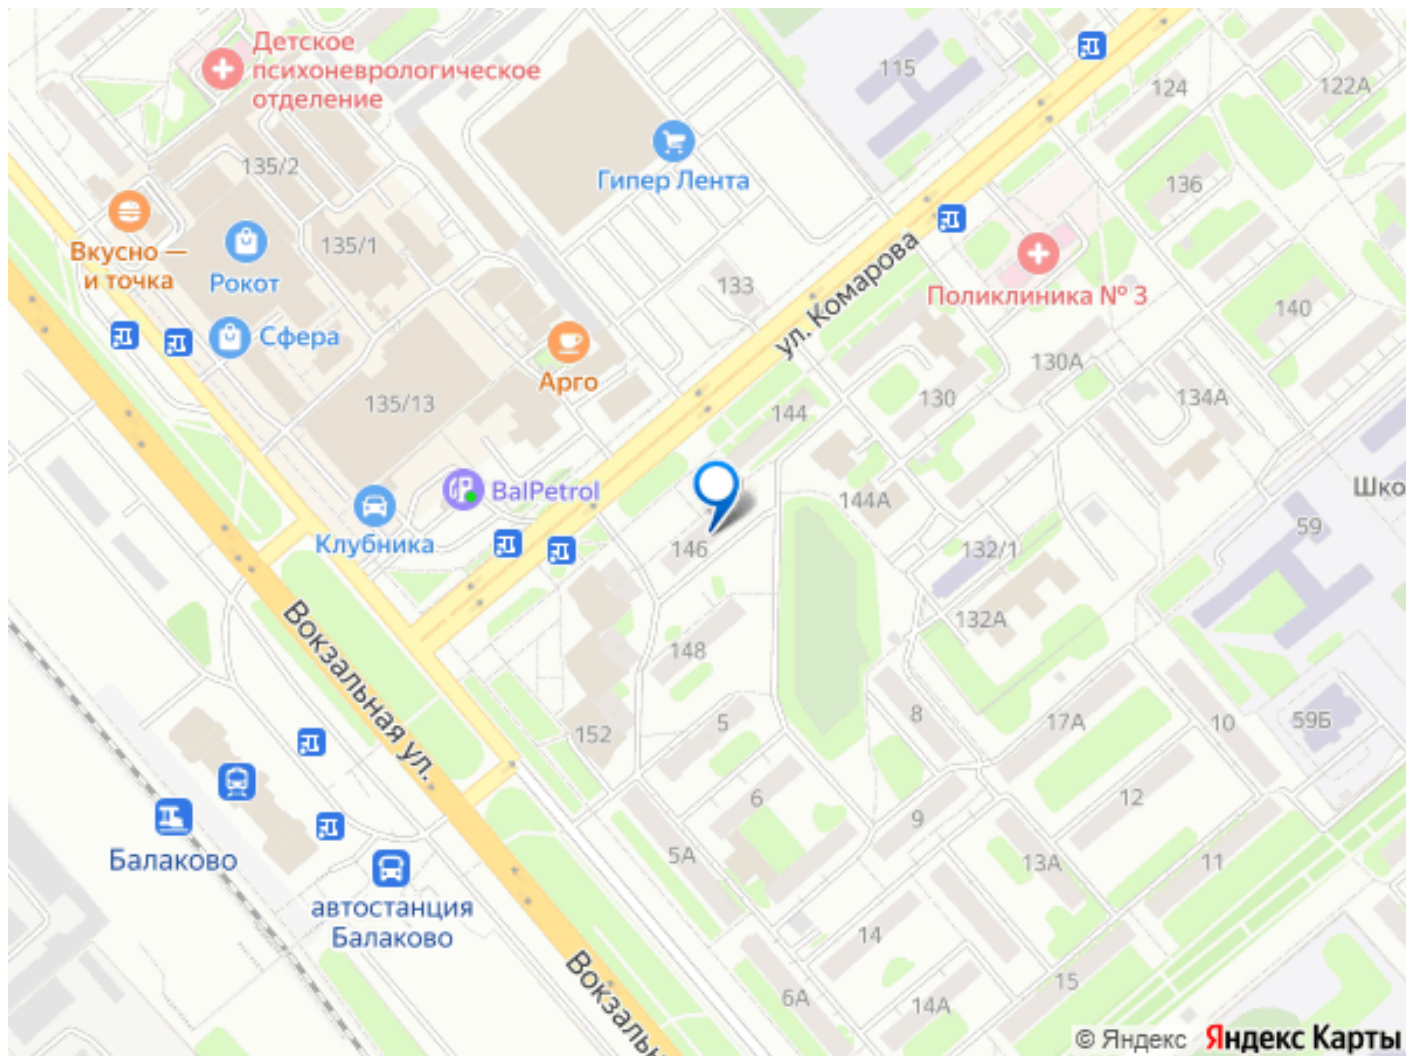 Детское
психоневрологическое
отделение
115
124
122А
135/2
Гипер Лента
136
Вкусно —
и точка
Рокот
135/1
133
ул. Комарова
Поликлиника № 3
140
Сфера
Арго
130А
135/13
144
130
134А
BalPetrol
144А
Шко
Клубника
146
132/1
59
132А
Вокзальная ул.
148
152
5
8
17А
10
59Б
6
9
12
Балаково
5А
13А
11
автостанция
Балаково
14
Вокзальн
6А
14А
15
© Яндекс Яндекс Карты